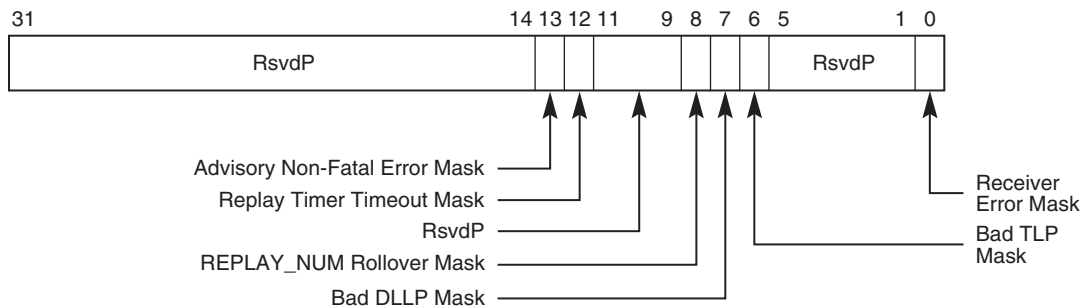 31 14 13 12 11 9 8 7 6 5 1 0
RsvdP RsvdP
Advisory Non-Fatal Error Mask
Replay Timer Timeout Mask
RsvdP
REPLAY_NUM Rollover Mask
Bad DLLP Mask
Receiver
Error Mask
Bad TLP
Mask